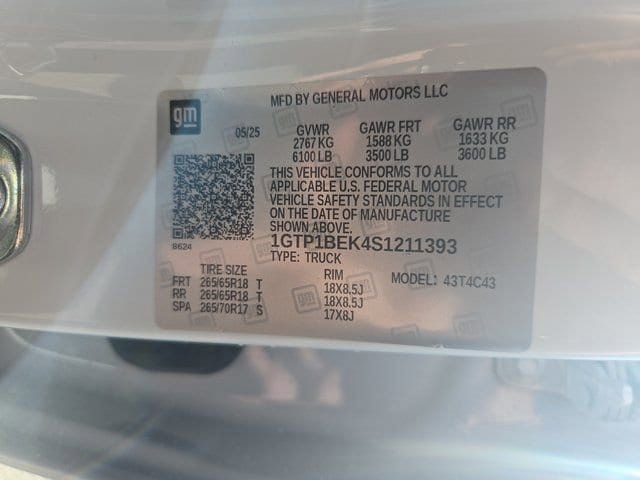 gm
MFD BY GENERAL MOTORS LLC
05/25 GVWR GAWR FRT GAWR RR
2767 KG 1588 KG 1633 KG
6100 LB 3500 LB 3600 LB
THIS VEHICLE CONFORMS TO ALL
APPLICABLE U.S. FEDERAL MOTOR
VEHICLE SAFETY STANDARDS IN EFFECT
ON THE DATE OF MANUFACTURE
SHOWN ABOVE.
8624
1GTP1BEK4S1211393
TYPE: TRUCK
TIRE SIZE RIM MODEL: 43T4C43
FRT 265/65R18 T 18X8.5J
RR 265/65R18 T 18X8.5J
SPA 265/70R17 S 17X8J